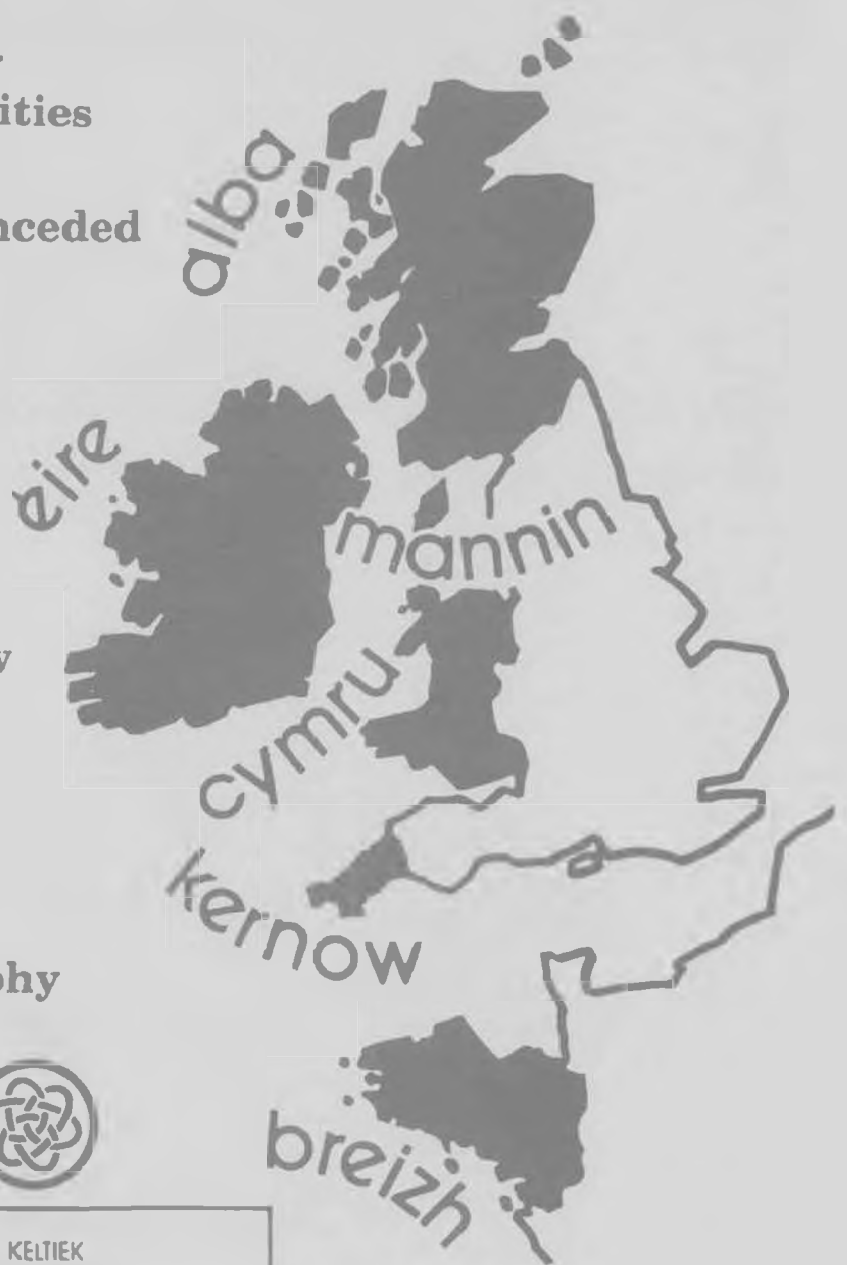 ities
nceded
alba
éire
mannin
cymru
kernow
phy
breizh
KELTIEK